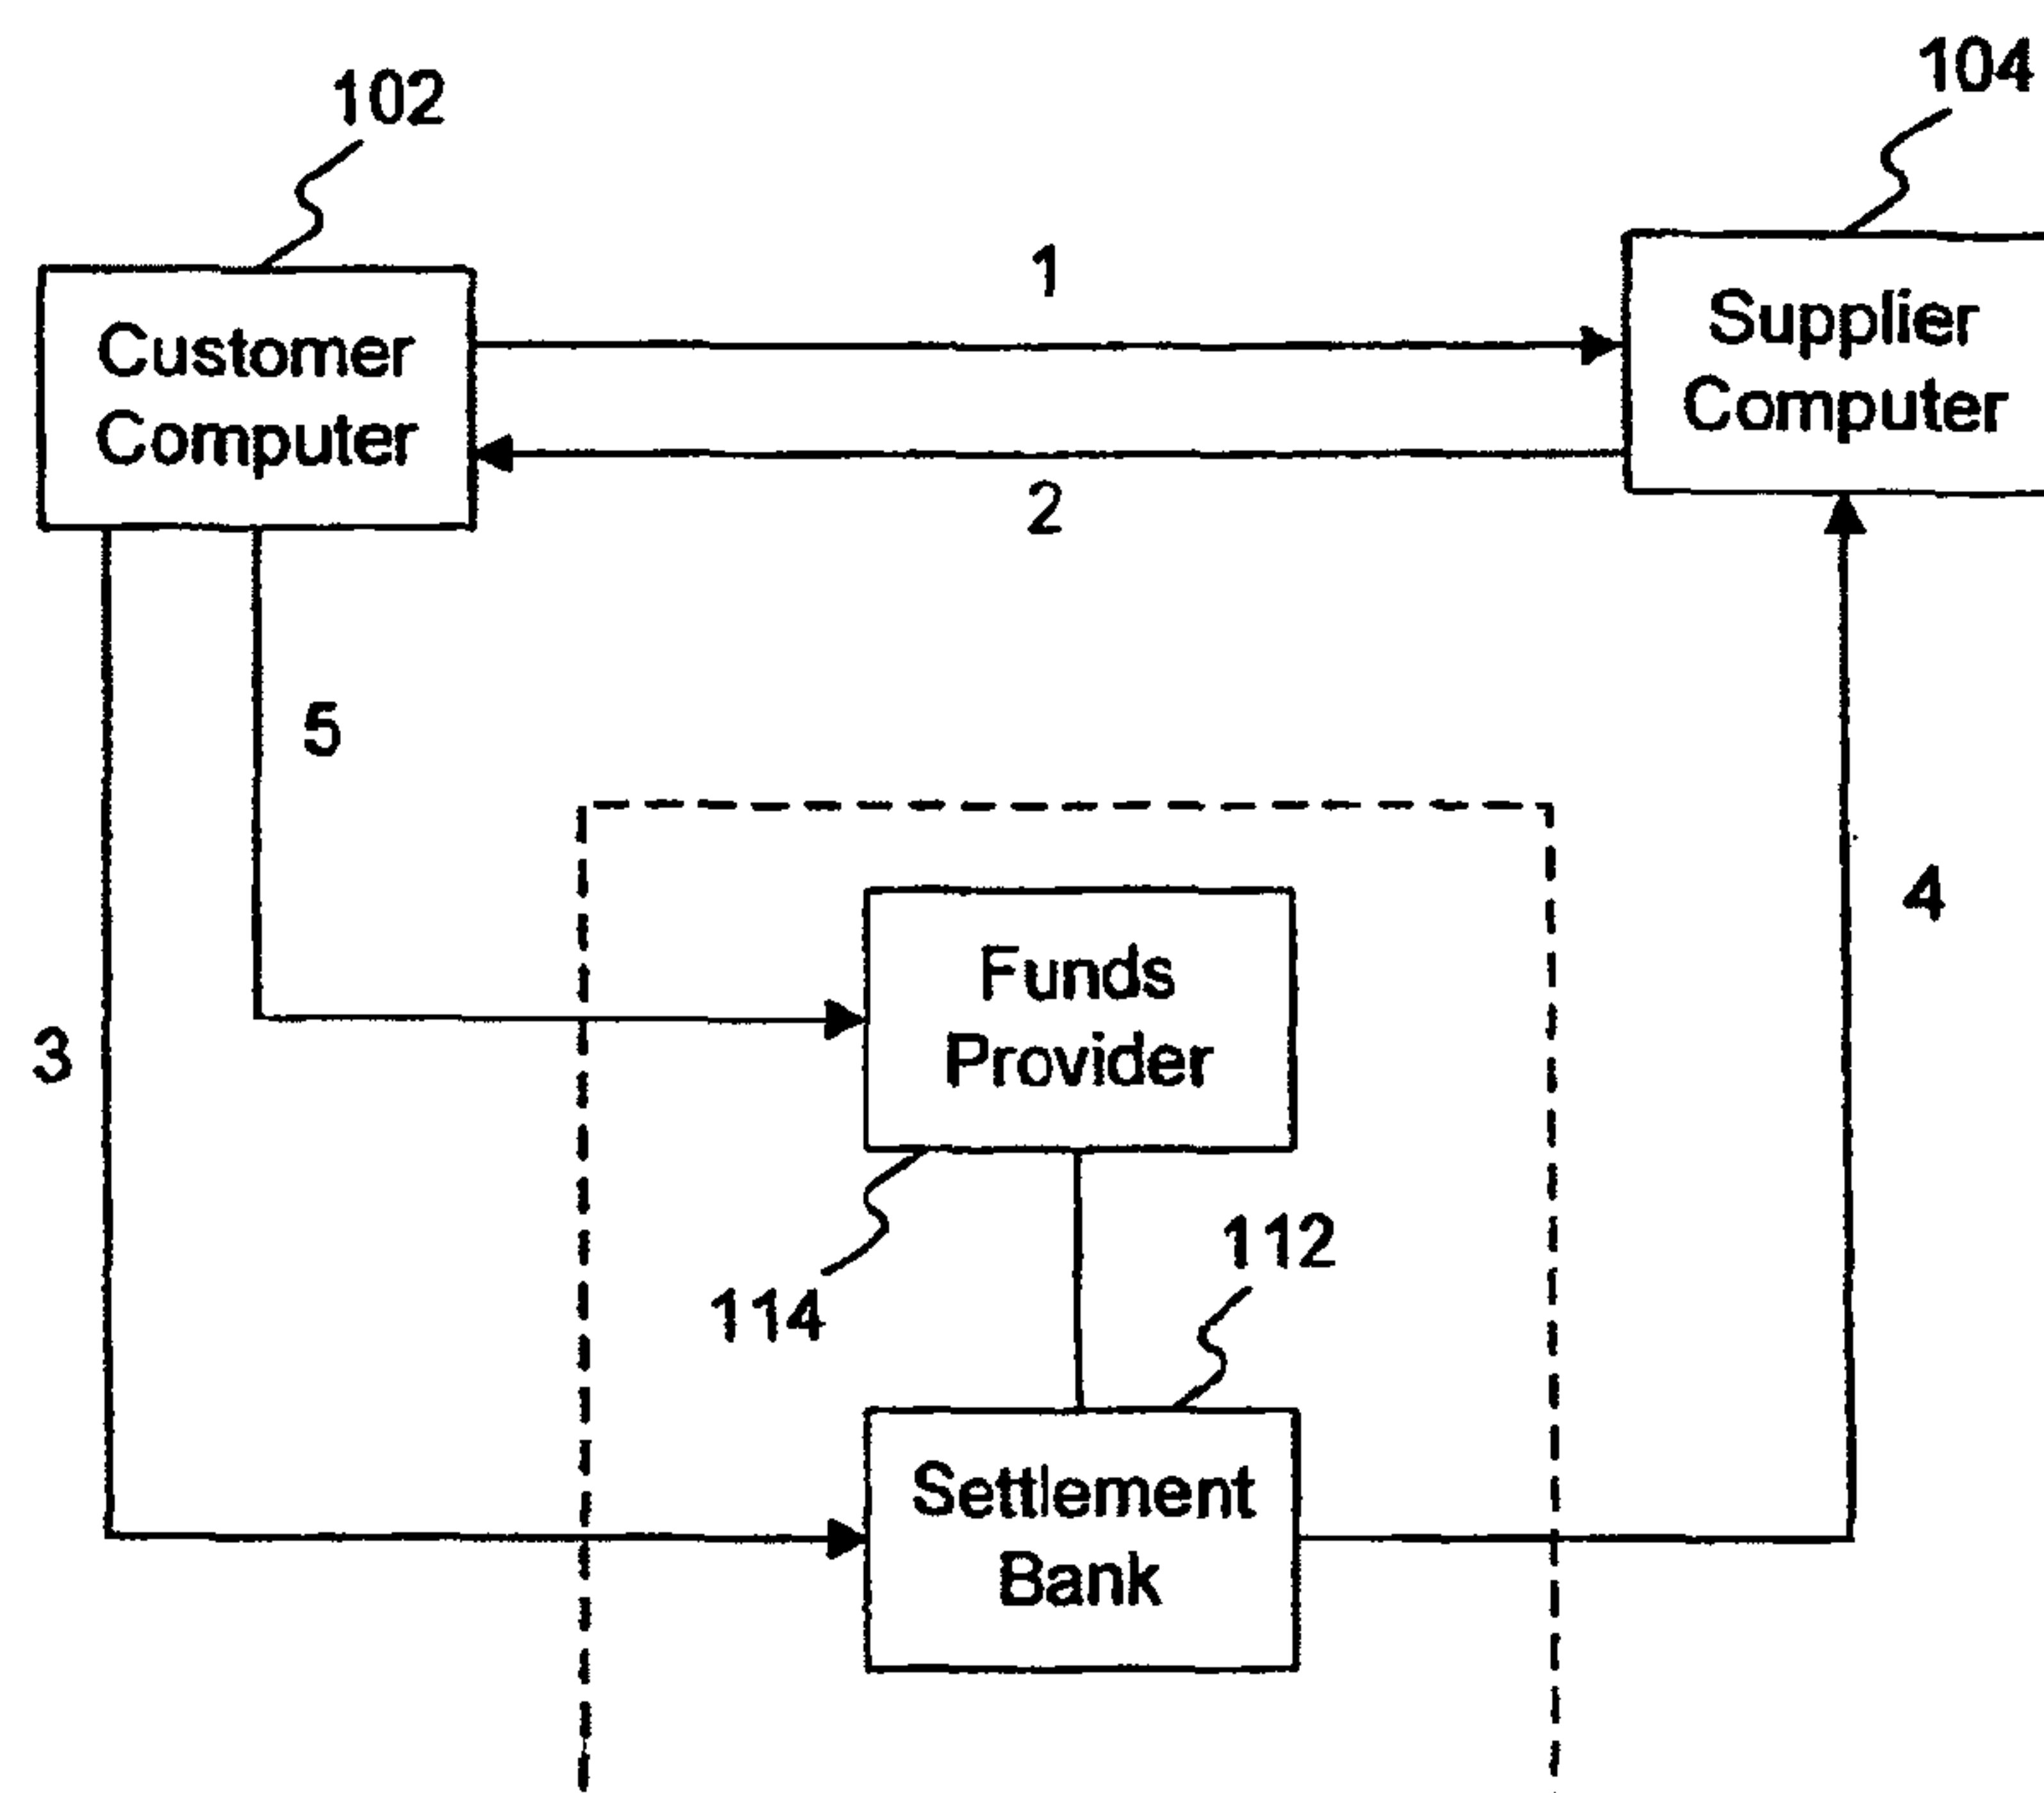 102
104
1
Customer
Computer
Supplier
Computer
2
5
4
3
Funds
Provider
114
112
Settlement
Bank